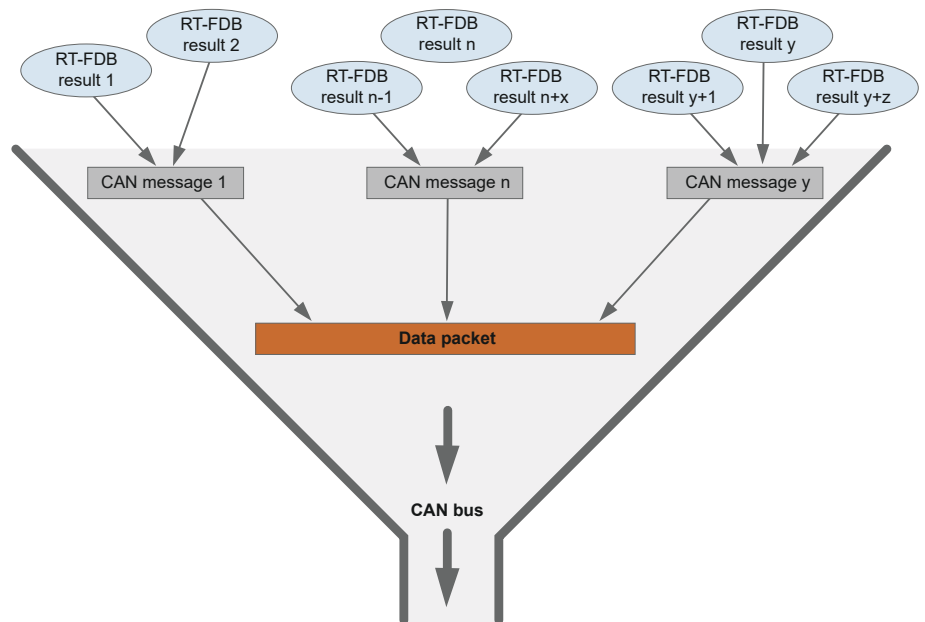 RT-FDB
result 1
RT-FDB
result 2
RT-FDB
result n-1
RT-FDB
result n
RT-FDB
result n+x
RT-FDB
result y+1
RT-FDB
result y
RT-FDB
result y+z
CAN message 1
CAN message n
CAN message y
Data packet
CAN bus